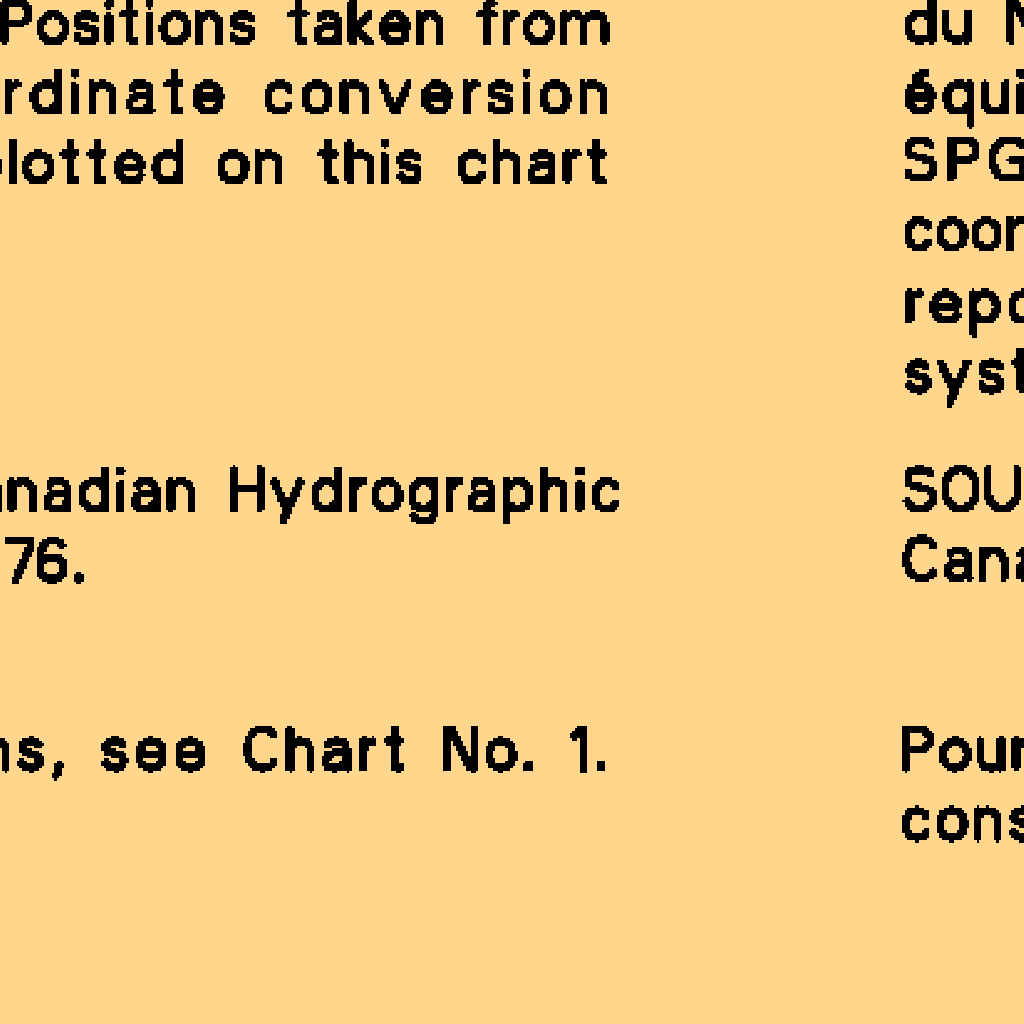 Positions taken from
rdinate conversion
lotted on this chart
nadian Hydrographic
76.
ns, see Chart No. 1.
du
équi
SPG
coor
repo
syst
SOU
Cana
Pour
cons